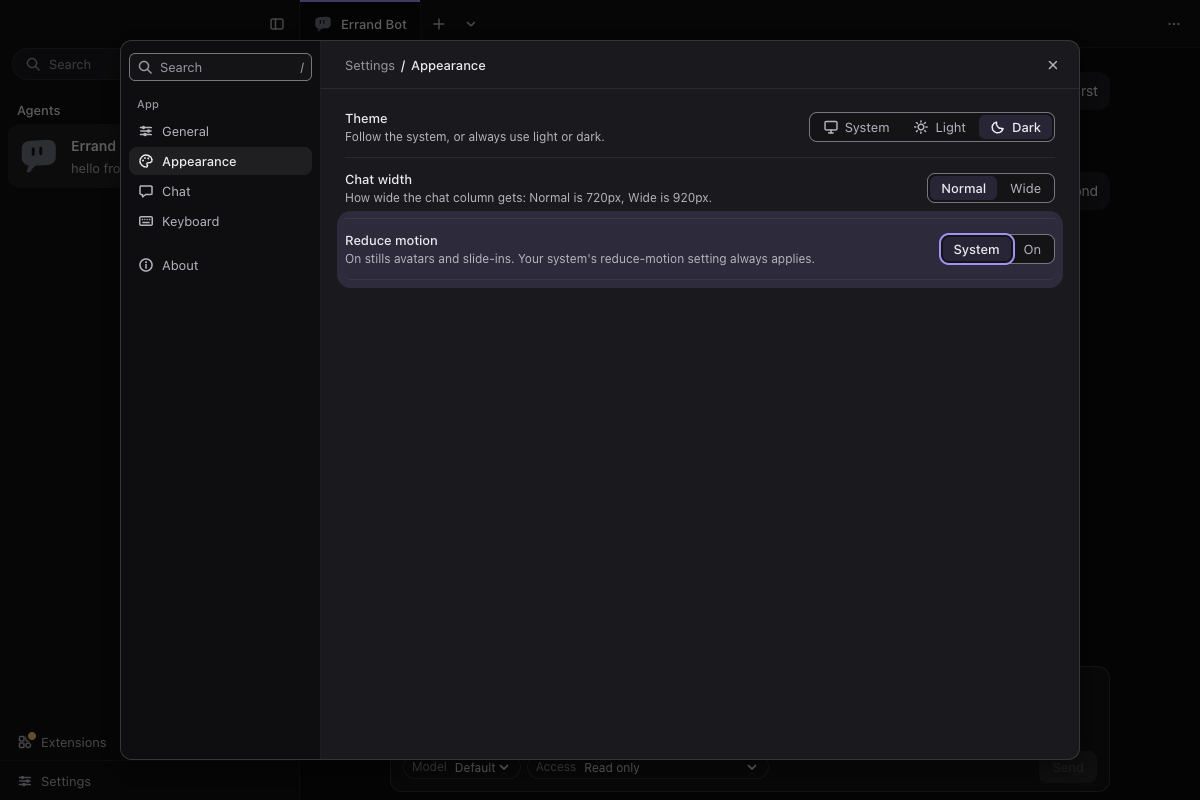 Errand Bot
Search
Agents
Errand
hello fro
Extensions
Settings
Search /
App
General
Appearance
Chat
Keyboard
About
Settings / Appearance
Theme
Follow the system, or always use light or dark.
System Light Dark
Chat width
How wide the chat column gets: Normal is 720px, Wide is 920px.
Normal Wide
Reduce motion
On stills avatars and slide-ins. Your system's reduce-motion setting always applies.
System On
rst
ond
Model Default Access Read only
Send